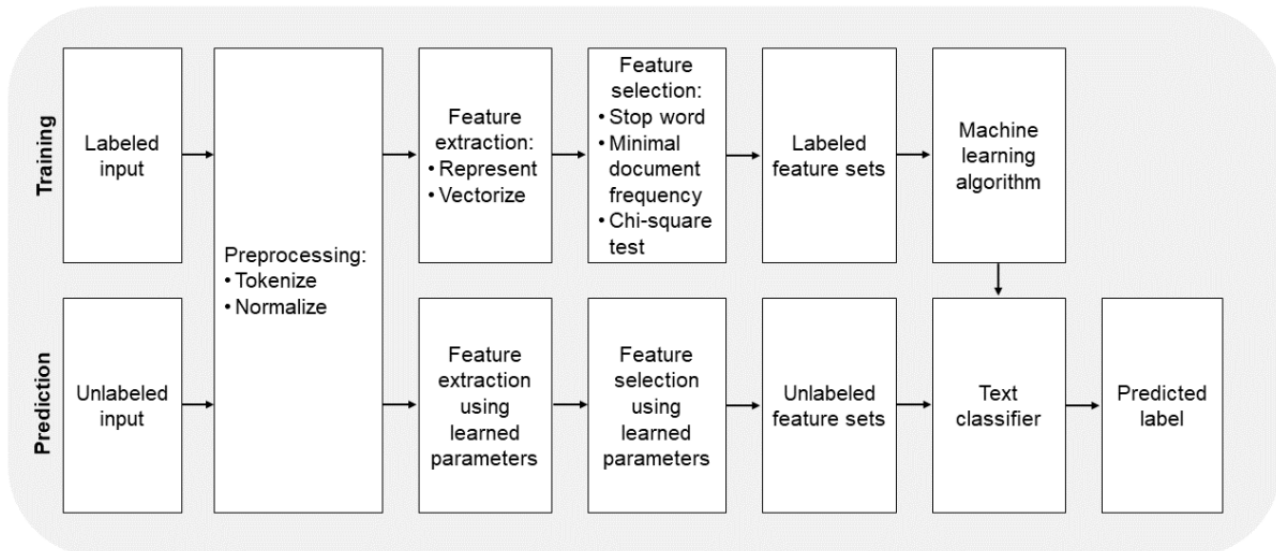 Training
Labeled
input
Preprocessing:
• Tokenize
• Normalize
Feature
extraction:
• Represent
• Vectorize
Feature
selection:
• Stop word
• Minimal
document
frequency
• Chi-square
test
Labeled
feature sets
Machine
learning
algorithm
Prediction
Unlabeled
input
Feature
extraction
using
learned
parameters
Feature
selection
using
learned
parameters
Unlabeled
feature sets
Text
classifier
Predicted
label